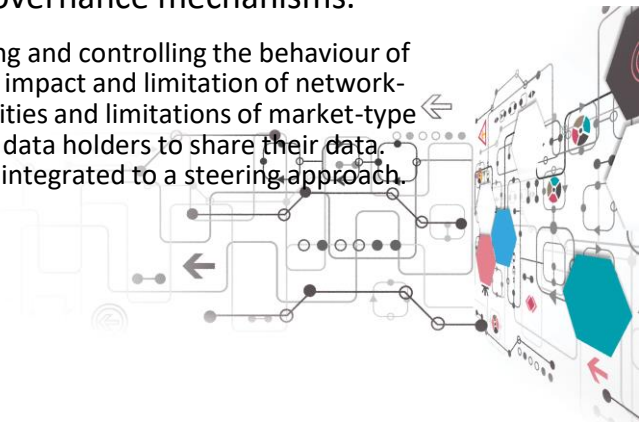 overnance mechanisms:
ng and controlling the behaviour of
impact and limitation of network-
ities and limitations of market-type
data holders to share their data.
integrated to a steering approach.